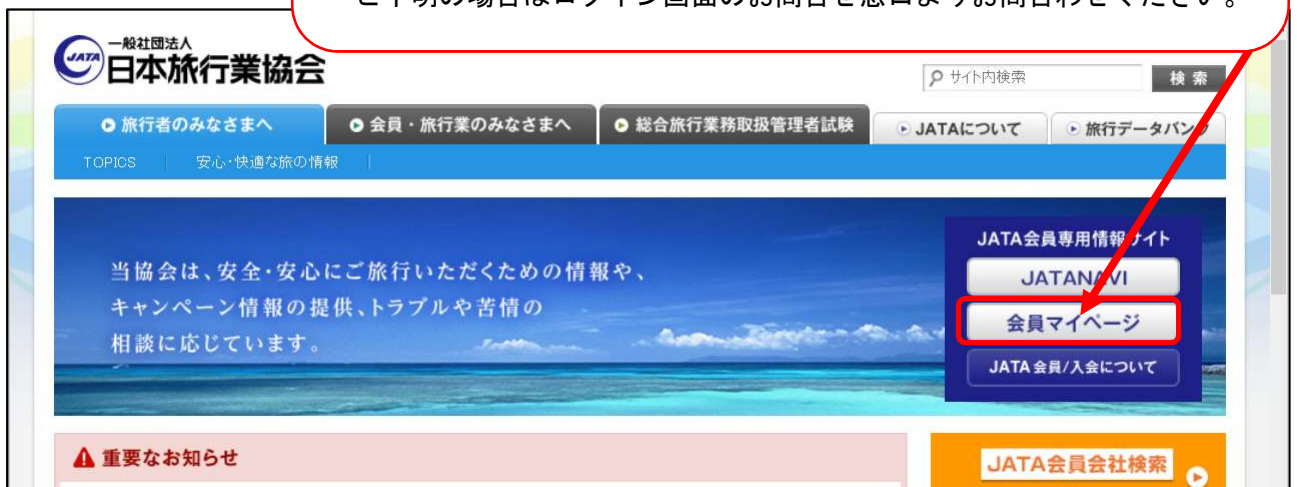 一般社団法人
JATA
日本旅行業協会
サイト内検索
検 索
旅行者のみなさまへ
会員・旅行業のみなさまへ
総合旅行業務取扱管理者試験
JATAについて
旅行データバンク
TOPICS
安心・快適な旅の情報
当協会は、安全・安心にご旅行いただくための情報や、
キャンペーン情報の提供、トラブルや苦情の
相談に応じています。
JATA会員専用情報サイト
JATANAVI
会員マイページ
JATA会員/入会について
重要なお知らせ
JATA会員会社検索